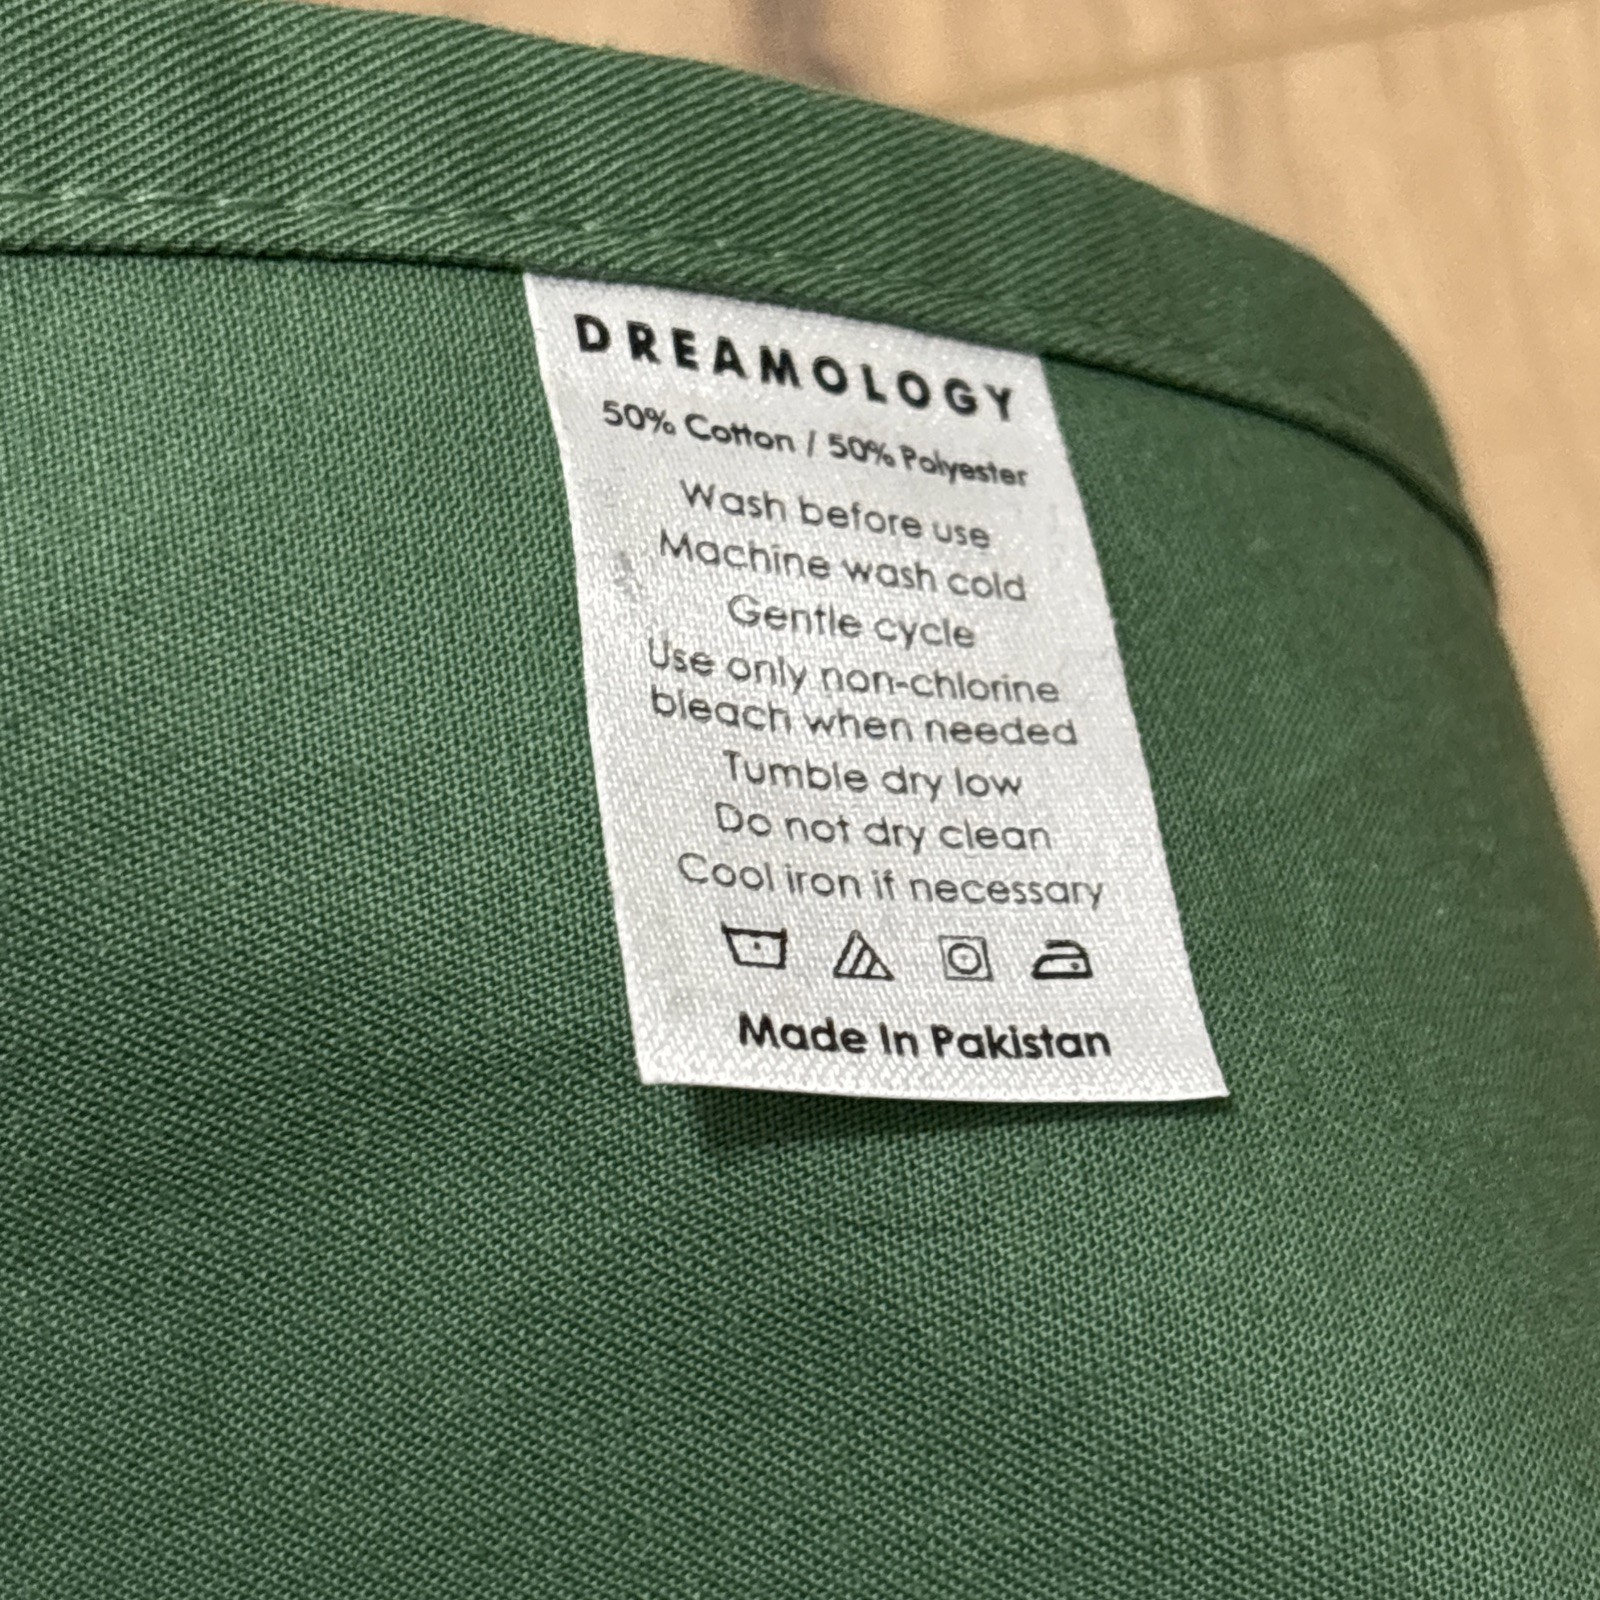 DREAMOLOGY
50% Cotton / 50% Polyester
Wash before use
Machine wash cold
Gentle cycle
Use only non-chlorine
bleach when needed
Tumble dry low
Do not dry clean
Cool iron if necessary
Made In Pakistan